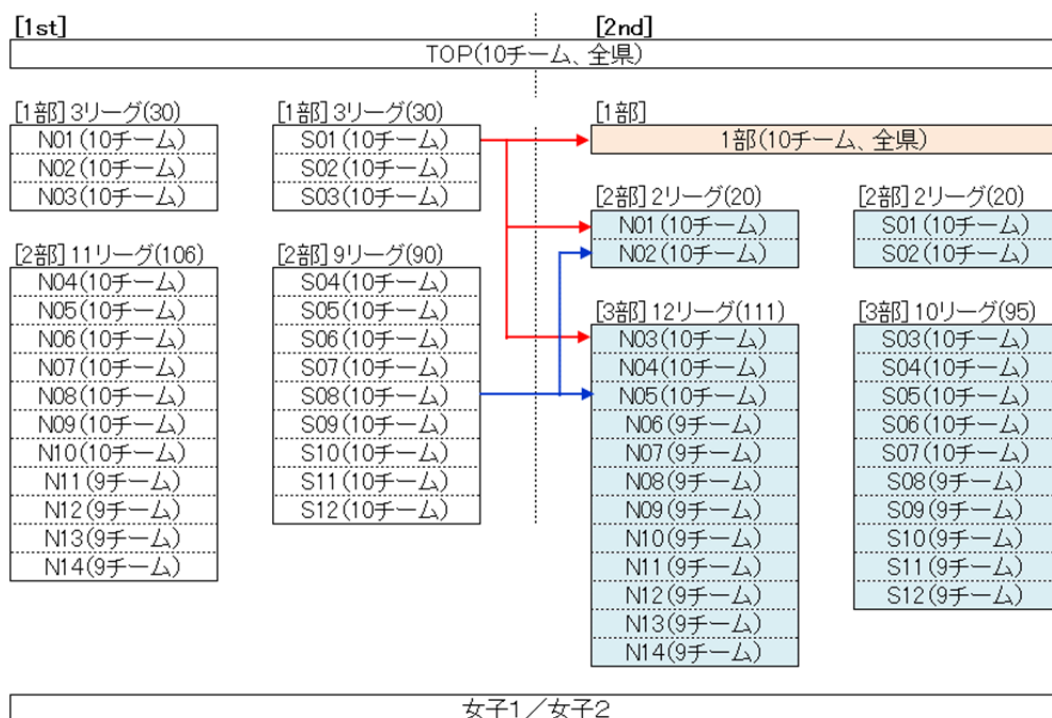 [1st]
[2nd]
TOP(10チーム、全県)
[1部] 3リーグ(30)
N01(10チーム)
N02(10チーム)
N03(10チーム)
[2部] 11リーグ(106)
N04(10チーム)
N05(10チーム)
N06(10チーム)
N07(10チーム)
N08(10チーム)
N09(10チーム)
N10(10チーム)
N11(9チーム)
N12(9チーム)
N13(9チーム)
N14(9チーム)
[1部] 3リーグ(30)
S01(10チーム)
S02(10チーム)
S03(10チーム)
[2部] 9リーグ(90)
S04(10チーム)
S05(10チーム)
S06(10チーム)
S07(10チーム)
S08(10チーム)
S09(10チーム)
S10(10チーム)
S11(10チーム)
S12(10チーム)
[1部]
1部(10チーム、全県)
[2部] 2リーグ(20)
N01(10チーム)
N02(10チーム)
[3部] 12リーグ(111)
N03(10チーム)
N04(10チーム)
N05(10チーム)
N06(9チーム)
N07(9チーム)
N08(9チーム)
N09(9チーム)
N10(9チーム)
N11(9チーム)
N12(9チーム)
N13(9チーム)
N14(9チーム)
[2部] 2リーグ(20)
S01(10チーム)
S02(10チーム)
[3部] 10リーグ(95)
S03(10チーム)
S04(10チーム)
S05(10チーム)
S06(10チーム)
S07(10チーム)
S08(9チーム)
S09(9チーム)
S10(9チーム)
S11(9チーム)
S12(9チーム)
女子1／女子2